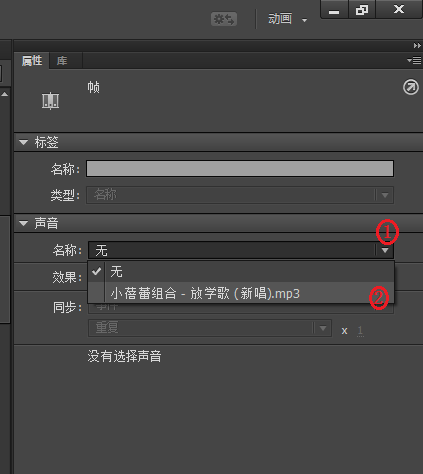 动画
属性 库
帧
标签
名称:
类型: 名称
声音
1
名称: 无
效果: 无
小蓓蕾组合 - 放学歌 (新唱).mp3
2
同步:
重复 x 1
没有选择声音